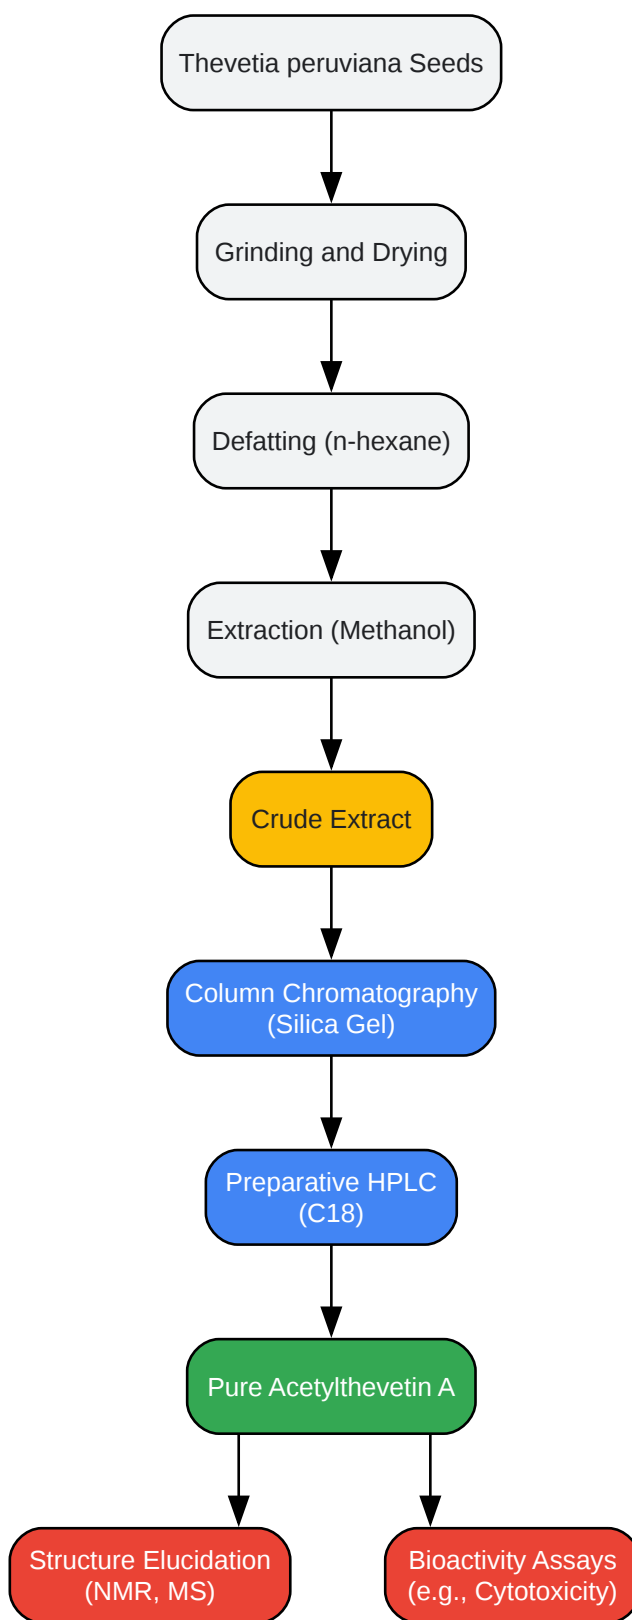 Thevetia peruviana Seeds
Grinding and Drying
Defatting (n-hexane)
Extraction (Methanol)
Crude Extract
Column Chromatography
(Silica Gel)
Preparative HPLC
(C18)
Pure Acetylthevetin A
Structure Elucidation
(NMR, MS)
Bioactivity Assays
(e.g., Cytotoxicity)